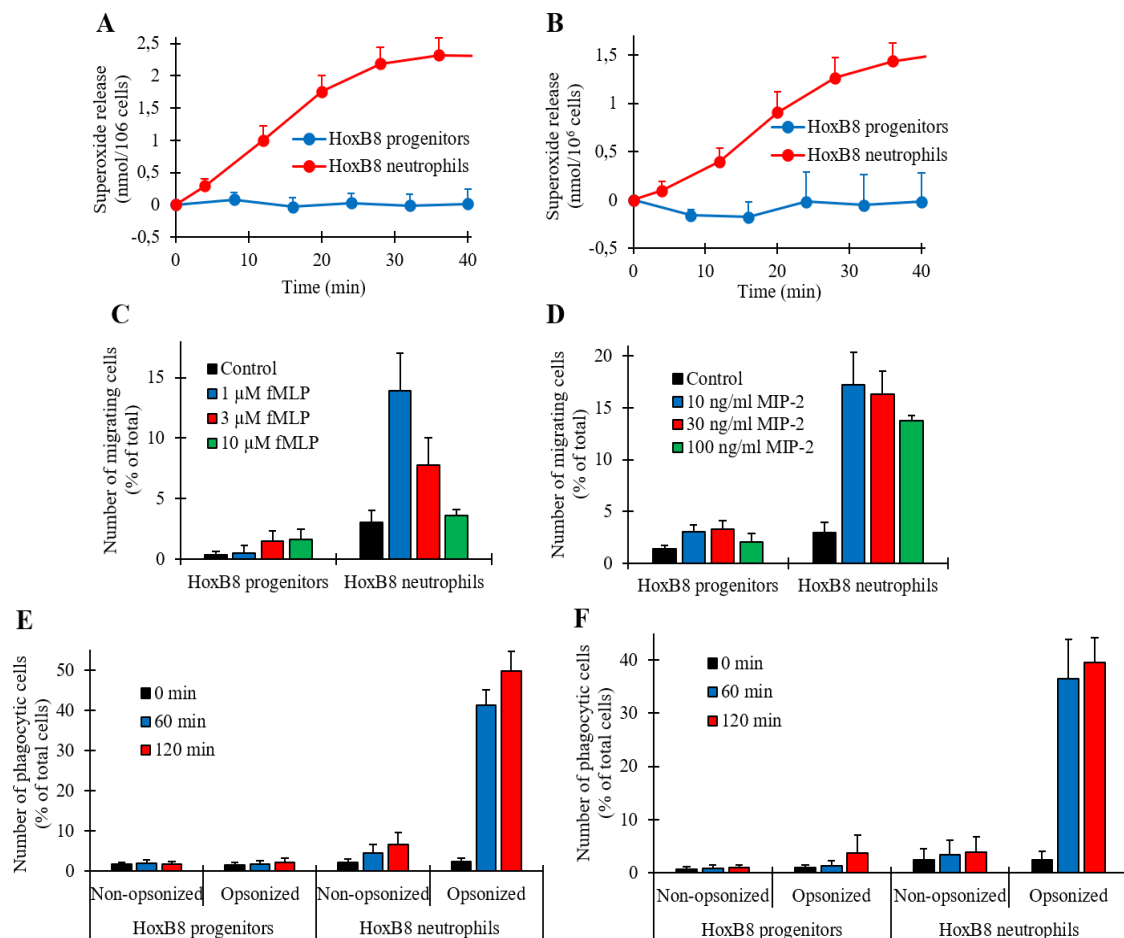 A
Superoxide release
(nmol/106 cells)
2,5
2
1,5
1
0,5
0
-0,5
0
10
20
30
40
Time (min)
HoxB8 progenitors
HoxB8 neutrophils
B
Superoxide release
(nmol/10⁶ cells)
1,5
1
0,5
0
-0,5
0
10
20
30
40
Time (min)
HoxB8 progenitors
HoxB8 neutrophils
C
Number of migrating cells
(% of total)
15
10
5
0
Control
1 µM fMLP
3 µM fMLP
10 µM fMLP
HoxB8 progenitors
HoxB8 neutrophils
D
Number of migrating cells
(% of total)
20
15
10
5
0
Control
10 ng/ml MIP-2
30 ng/ml MIP-2
100 ng/ml MIP-2
HoxB8 progenitors
HoxB8 neutrophils
E
Number of phagocytic cells
(% of total cells)
50
40
30
20
10
0
0 min
60 min
120 min
Non-opsonized
Opsonized
Non-opsonized
Opsonized
HoxB8 progenitors
HoxB8 neutrophils
F
Number of phagocytic cells
(% of total cells)
40
30
20
10
0
0 min
60 min
120 min
Non-opsonized
Opsonized
Non-opsonized
Opsonized
HoxB8 progenitors
HoxB8 neutrophils